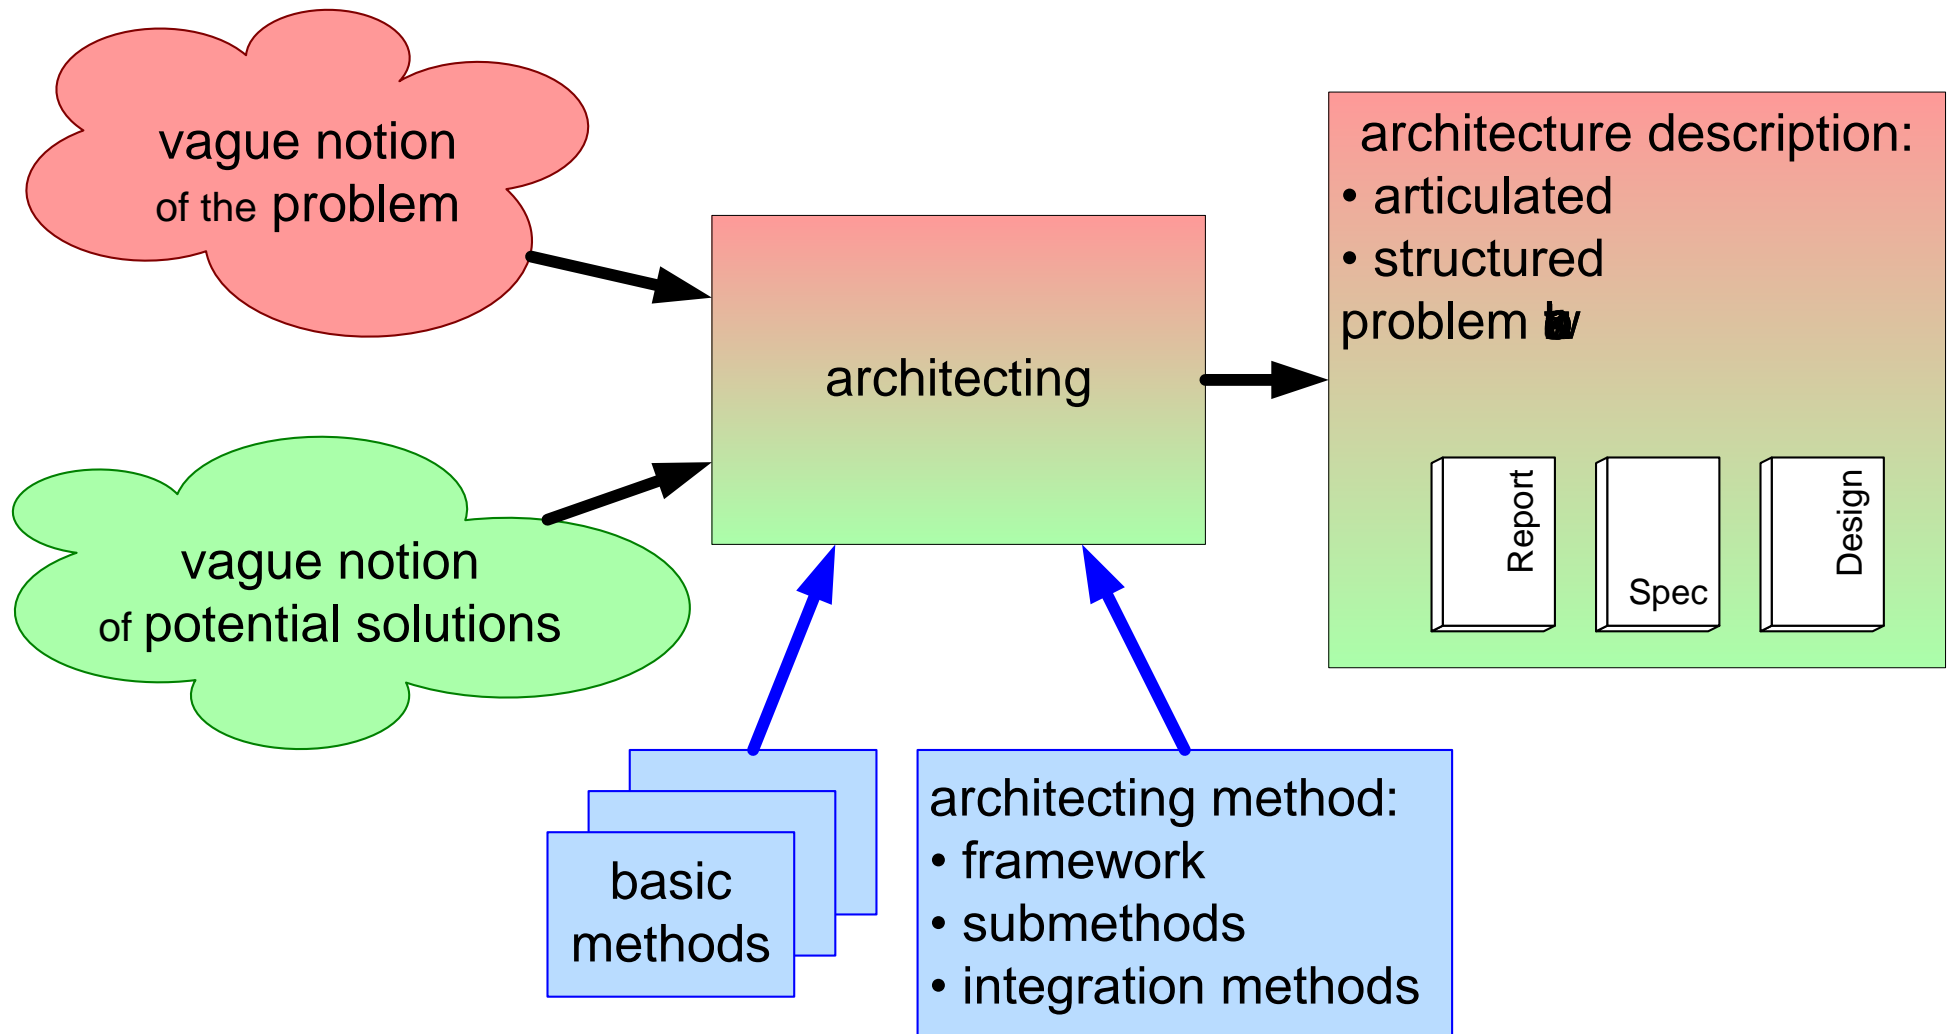 vague notion
of the problem
architecture description:
• articulated
• structured
problem
architecting
Report
Spec
Design
vague notion
of potential solutions
basic
methods
architecting method:
• framework
• submethods
• integration methods